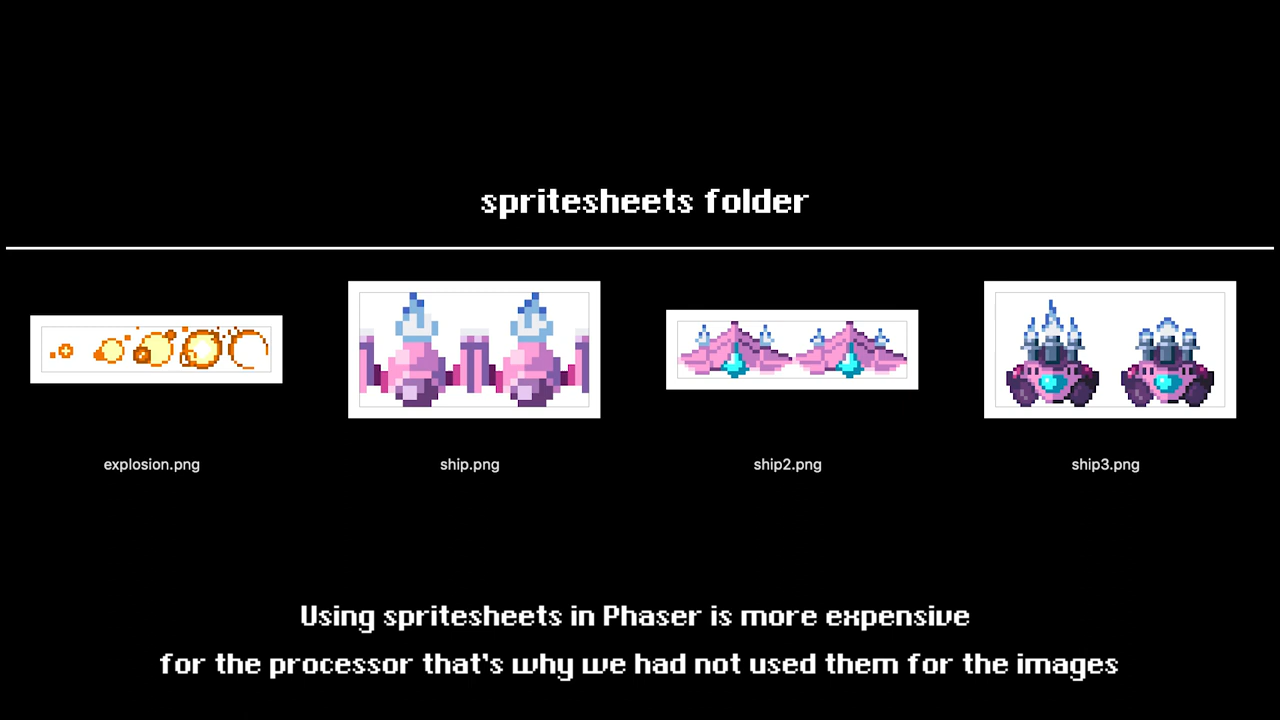 spritesheets folder
explosion.png
ship.png
ship2.png
ship3.png
Using spritesheets in Phaser is more expensive
for the processor that's why we had not used them for the images